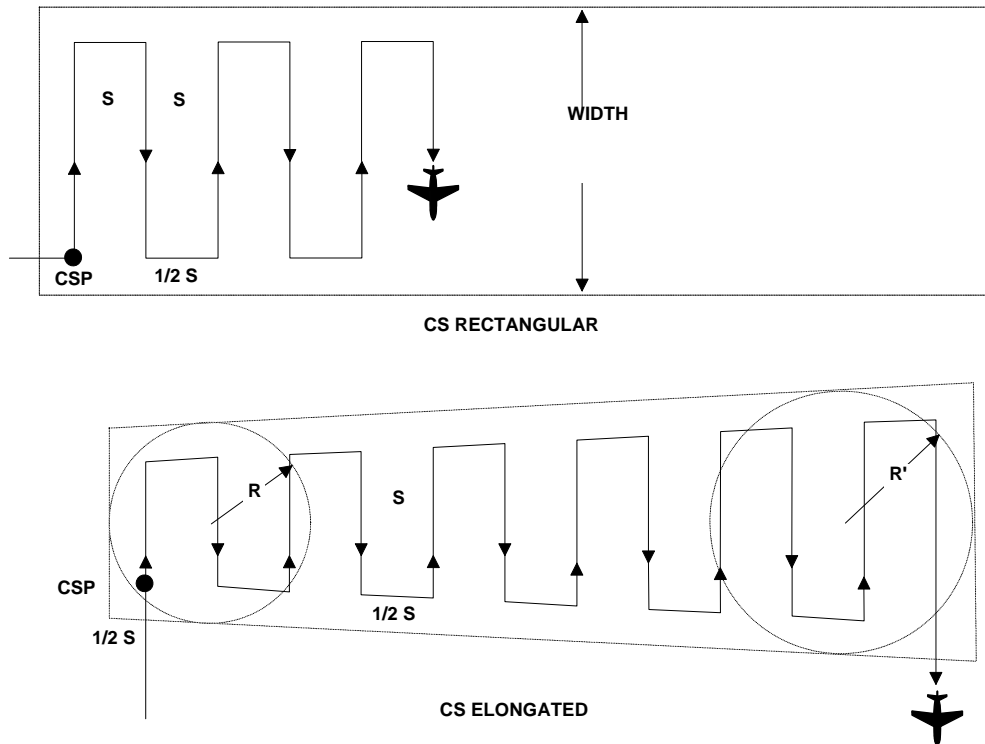 S S
WIDTH
CSP
1/2 S
CS RECTANGULAR
R
S
R'
CSP
1/2 S
1/2 S
CS ELONGATED